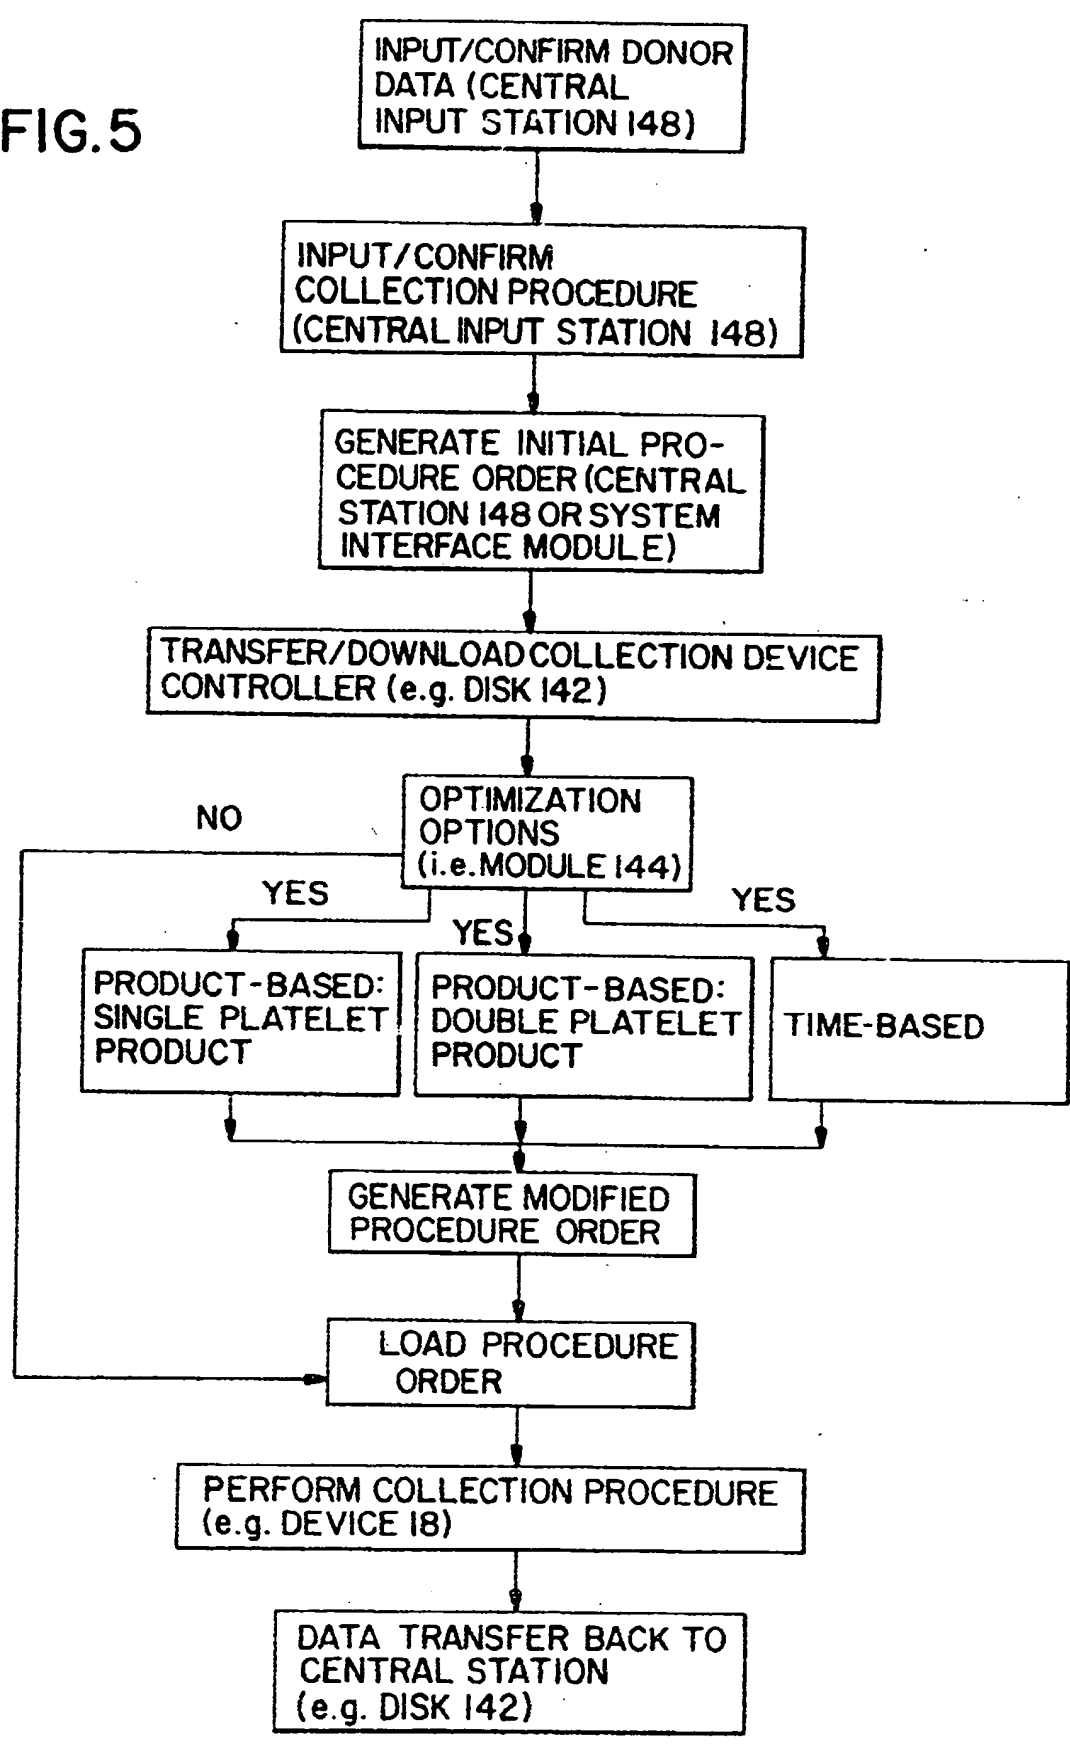 INPUT/CONFIRM DONOR
DATA (CENTRAL
INPUT STATION 148)
FIG. 5
INPUT/CONFIRM
COLLECTION PROCEDURE
(CENTRAL INPUT STATION 148)
GENERATE INITIAL PRO-
CEDURE ORDER (CENTRAL
STATION 148 OR SYSTEM
INTERFACE MODULE)
TRANSFER/DOWNLOAD COLLECTION DEVICE
CONTROLLER (e.g. DISK 142)
OPTIMIZATION
OPTIONS
(i.e. MODULE 144)
NO
YES
YES
YES
PRODUCT-BASED:
SINGLE PLATELET
PRODUCT
PRODUCT-BASED:
DOUBLE PLATELET
PRODUCT
TIME-BASED
GENERATE MODIFIED
PROCEDURE ORDER
LOAD PROCEDURE
ORDER
PERFORM COLLECTION PROCEDURE
(e.g. DEVICE 18)
DATA TRANSFER BACK TO
CENTRAL STATION
(e.g. DISK 142)